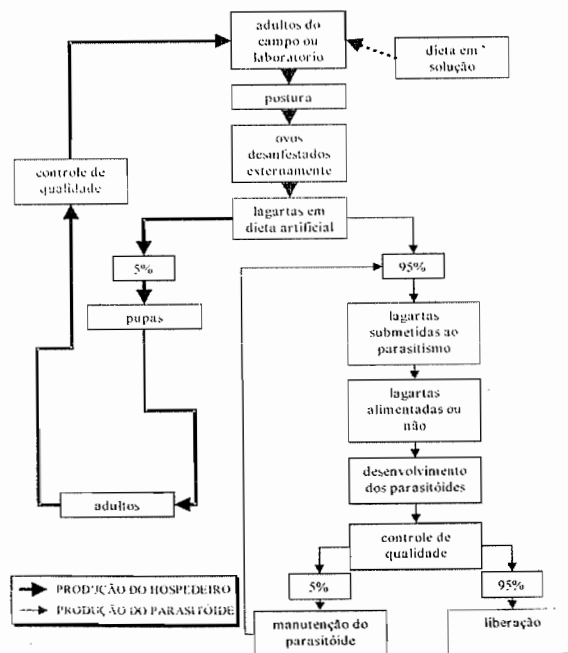 adultos do
campo ou
laboratorio
dieta em
solução
postura
ovos
desinfestados
externamente
controle de
qualidade
lagartas em
dieta artificial
5%
95%
pupas
lagartas
submetidas ao
parasitismo
lagartas
alimentadas ou
não
desenvolvimento
dos parasitóides
adultos
controle de
qualidade
5%
95%
PRODUÇÃO DO HOSPEDEIRO
PRODUÇÃO DO PARASITÓIDE
manutenção do
parasitóide
liberação